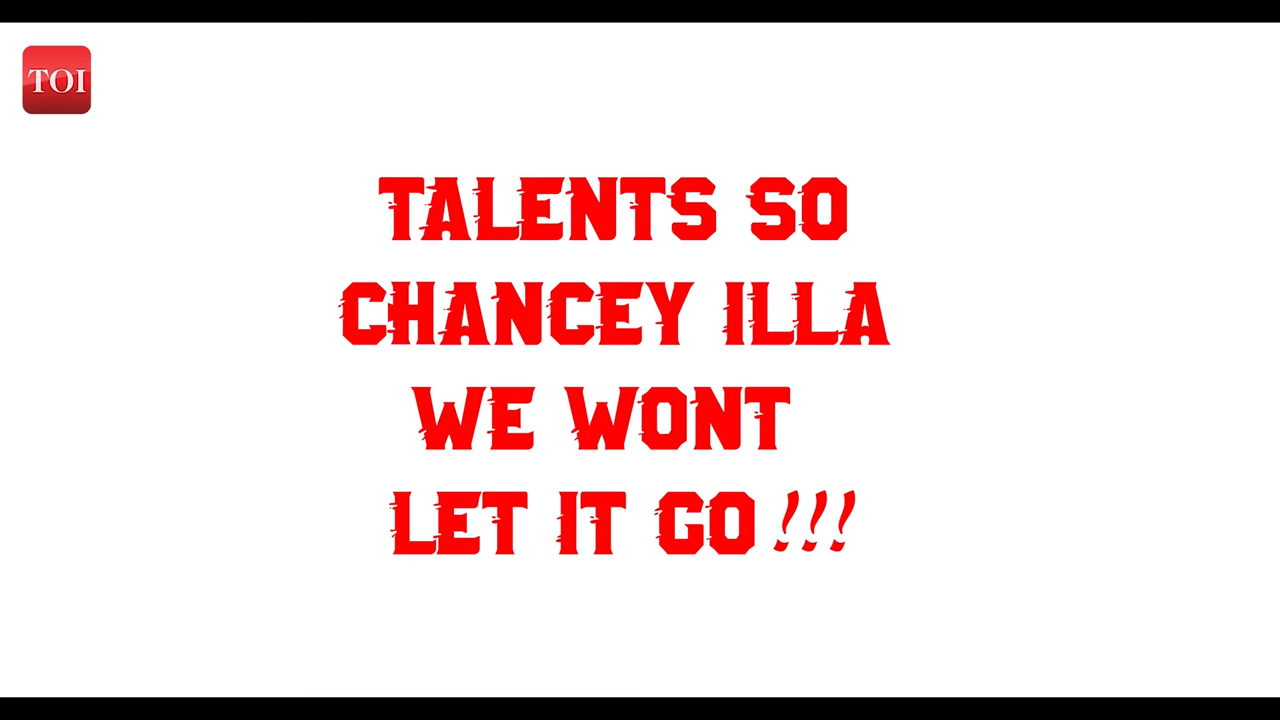 TOI
TALENTS SO
CHANCEY ILLA
WE WONT
LET IT GO!!!